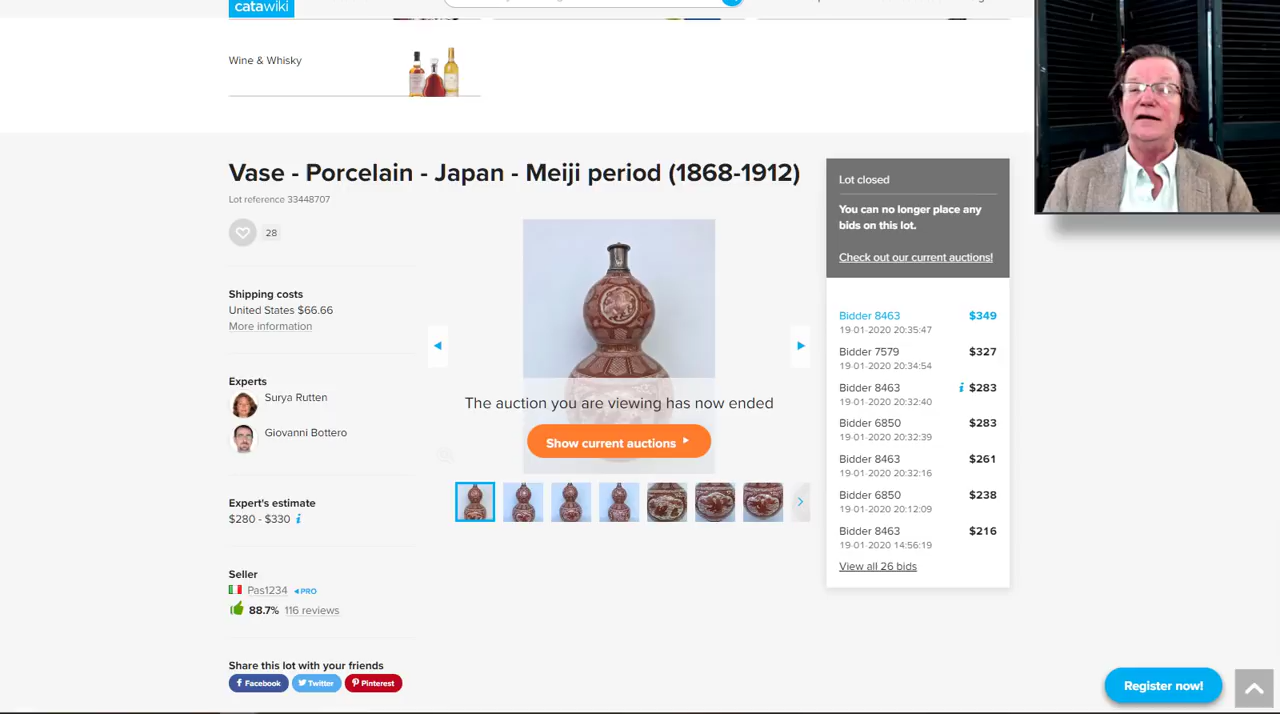 catawiki
Wine & Whisky
Vase - Porcelain - Japan - Meiji period (1868-1912)
Lot reference 33448707
28
Shipping costs
United States $66.66
More information
Experts
Surya Rutten
Giovanni Bottero
Expert's estimate
$280 - $330 i
Seller
Pas1234 PRO
88.7% 116 reviews
Share this lot with your friends
Facebook Twitter Pinterest
The auction you are viewing has now ended
Show current auctions
Lot closed
You can no longer place any
bids on this lot.
Check out our current auctions!
Bidder 8463 $349
19-01-2020 20:35:47
Bidder 7579 $327
19-01-2020 20:34:54
Bidder 8463 i $283
19-01-2020 20:32:40
Bidder 6850 $283
19-01-2020 20:32:39
Bidder 8463 $261
19-01-2020 20:32:16
Bidder 6850 $238
19-01-2020 20:12:09
Bidder 8463 $216
19-01-2020 14:56:19
View all 26 bids
Register now!